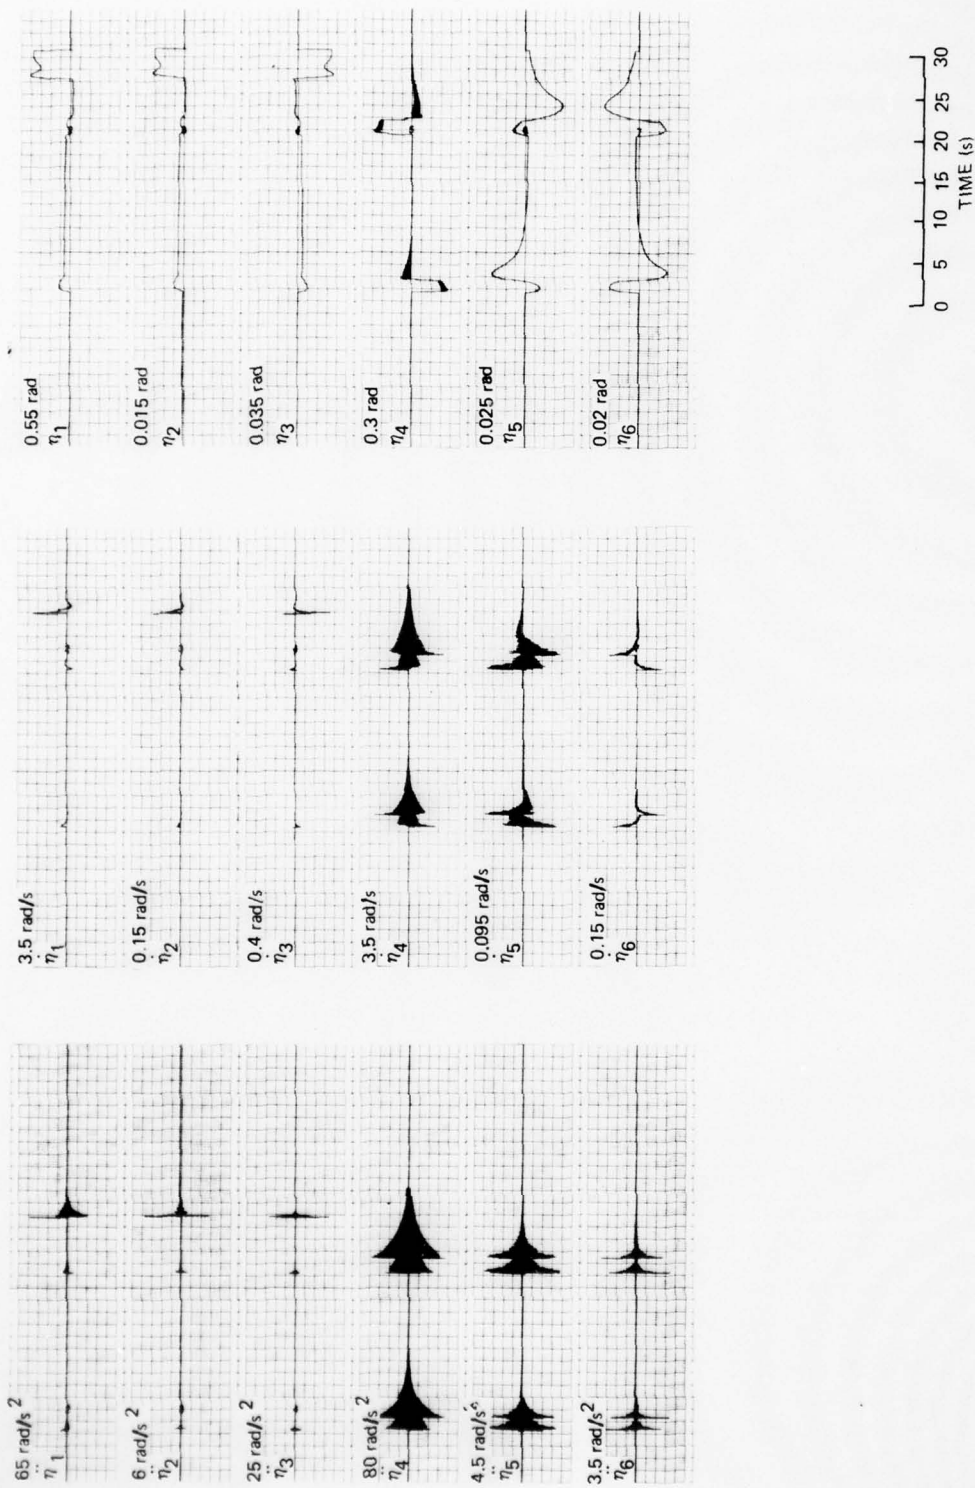 0.55 rad
η1
0.015 rad
η2
0.035 rad
η3
0.3 rad
η4
0.025 rad
η5
0.02 rad
η6
3.5 rad/s
η̇1
0.15 rad/s
η̇2
0.4 rad/s
η̇3
3.5 rad/s
η̇4
0.095 rad/s
η̇5
0.15 rad/s
η̇6
65 rad/s²
η̈1
6 rad/s²
η̈2
25 rad/s²
η̈3
80 rad/s²
η̈4
4.5 rad/s²
η̈5
3.5 rad/s²
η̈6
0 5 10 15 20 25 30
TIME (s)